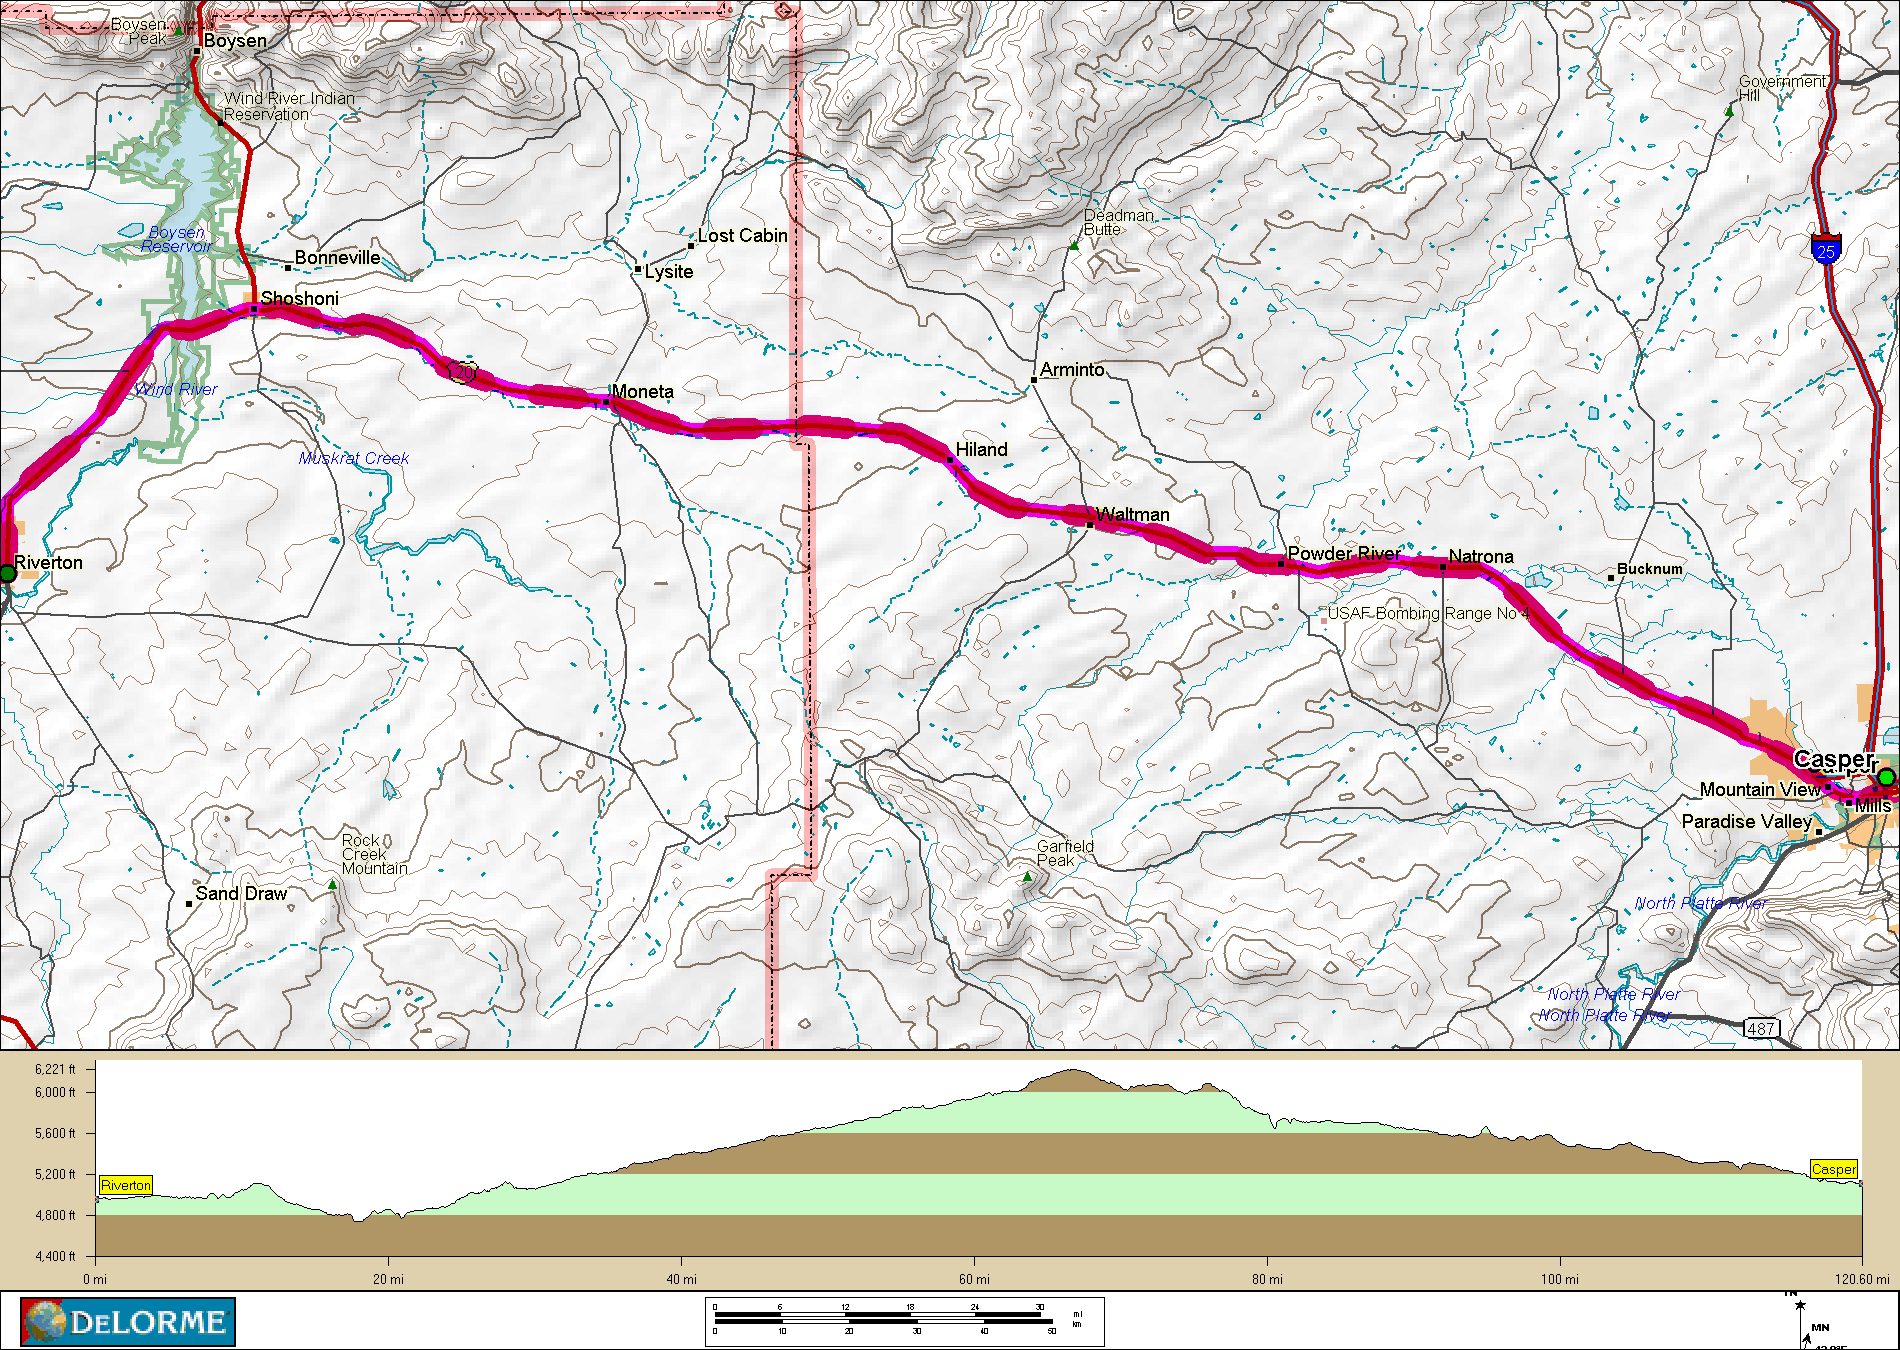 Boysen
Peak
Boysen
Wind River Indian
Reservation
Government
Hill
Boysen
Reservoir
Deadman
Butte
Lost Cabin
25
Bonneville
Lysite
Shoshoni
20
Arminto
Wind River
Moneta
Hiland
Muskrat Creek
Waltman
Riverton
Powder River
Natrona
Bucknum
USAF Bombing Range No 4
Casper
Mountain View
Mills
Paradise Valley
Rock
Creek
Mountain
Garfield
Peak
Sand Draw
North Platte River
North Platte River
North Platte River
487
6,221 ft
6,000 ft
5,600 ft
5,200 ft
4,800 ft
4,400 ft
Riverton
Casper
0 mi
20 mi
40 mi
60 mi
80 mi
100 mi
120.60 mi
DELORME
0 6 12 18 24 30
mi
km
0 10 20 30 40 50
TN
MN